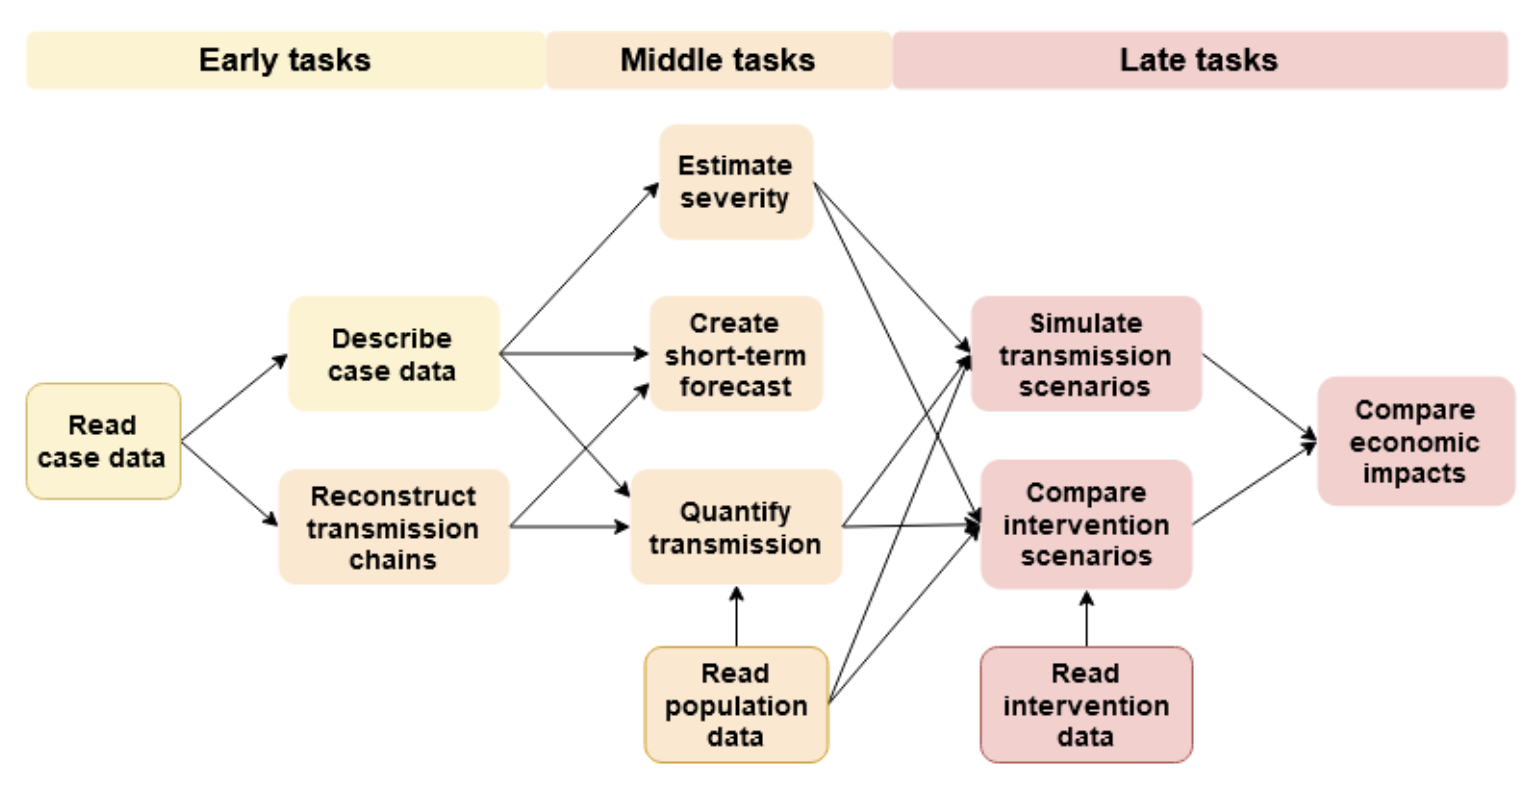 Early tasks
Middle tasks
Late tasks
Estimate
severity
Describe
case data
Create
short-term
forecast
Simulate
transmission
scenarios
Read
case data
Compare
economic
impacts
Reconstruct
transmission
chains
Quantify
transmission
Compare
intervention
scenarios
Read
population
data
Read
intervention
data